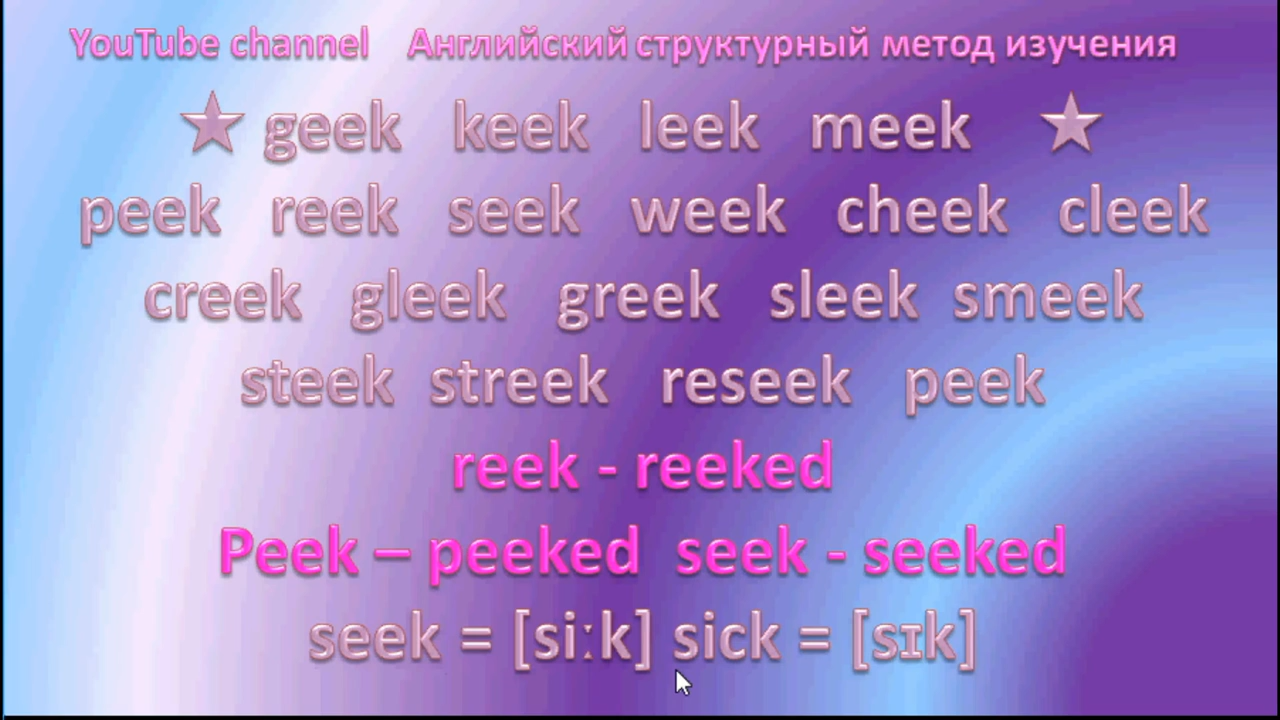 YouTube channel Английский структурный метод изучения
geek keek leek meek
peek reek seek week cheek cleek
creek gleek greek sleek smeek
steek streek reseek peek
reek - reeked
Peek – peeked seek - seeked
seek = [siːk] sick = [sɪk]